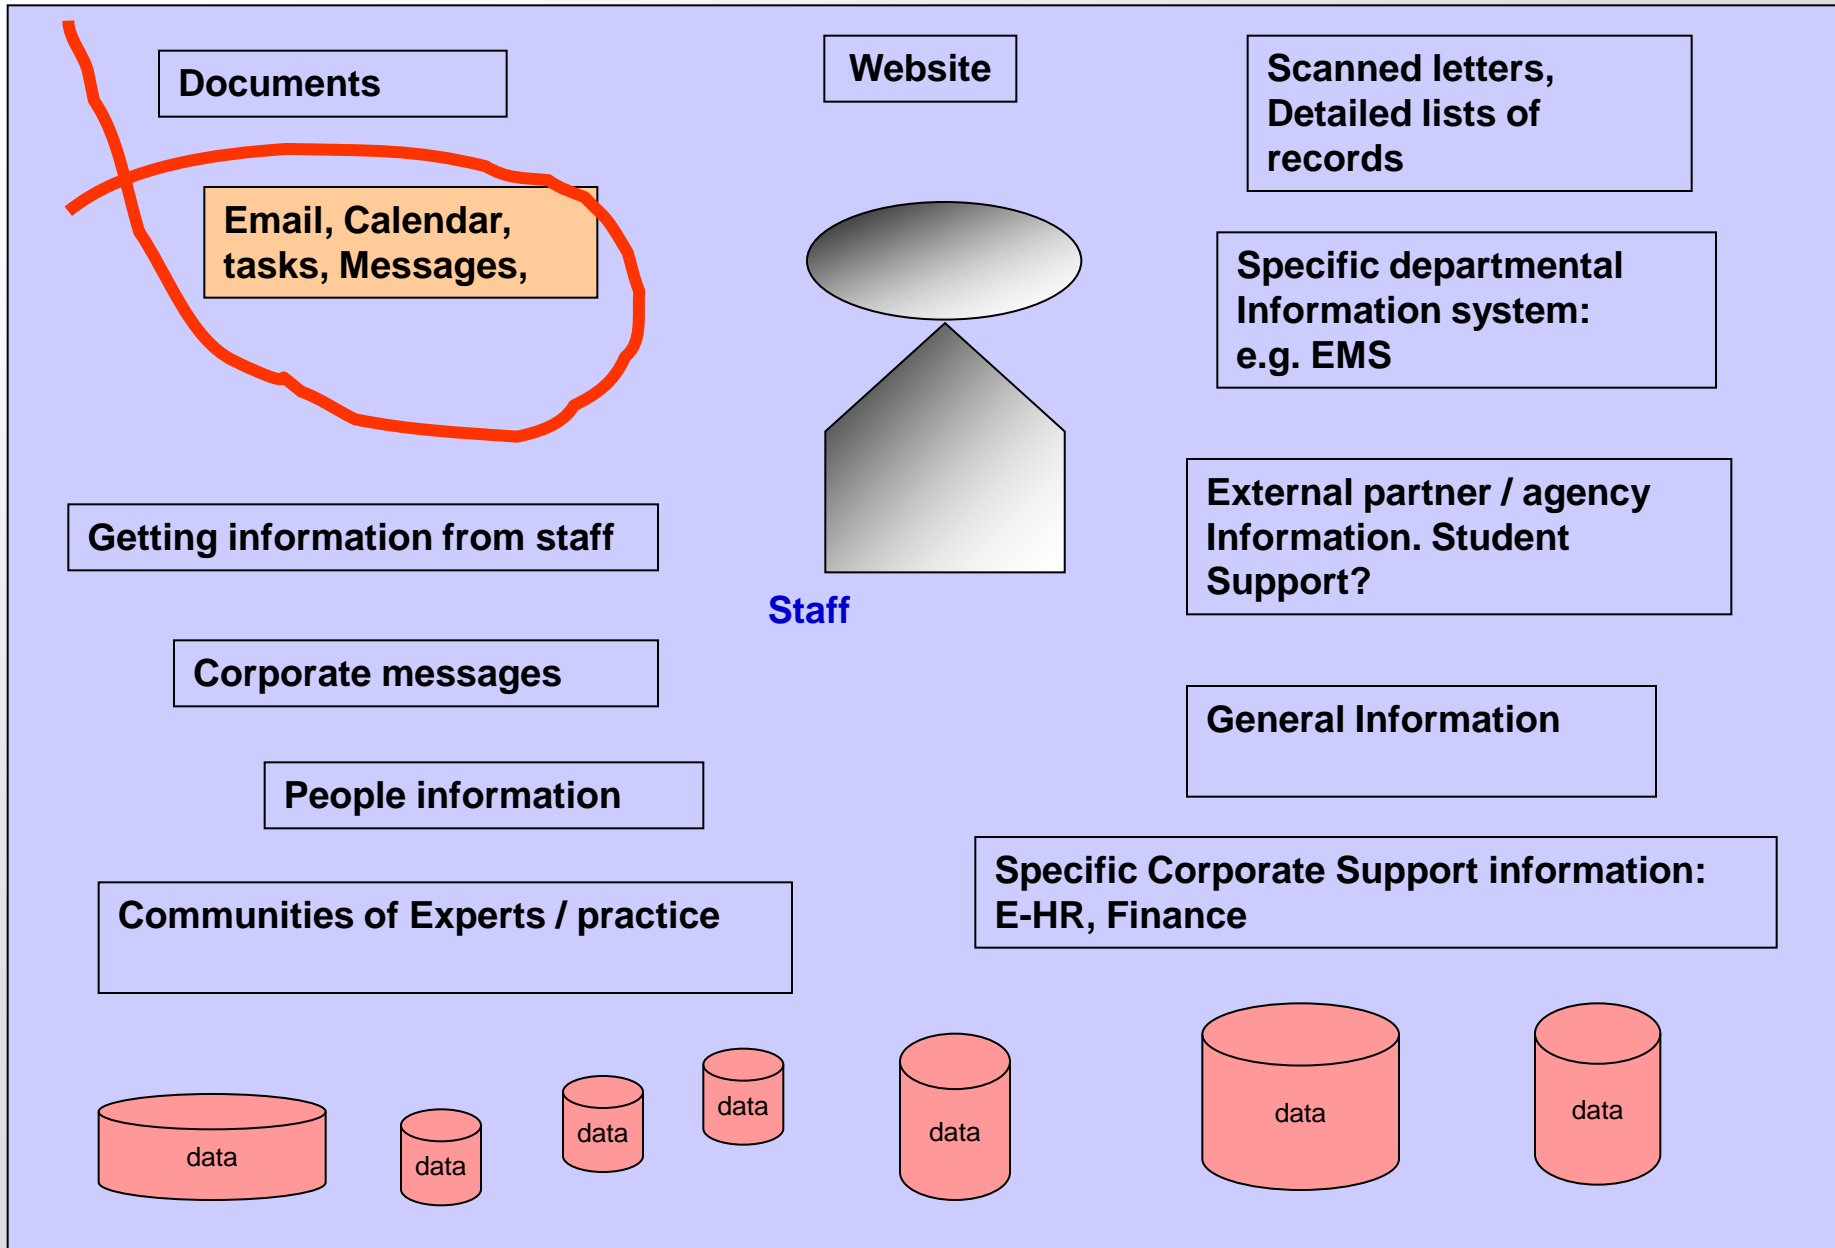 Documents
Website
Scanned letters,
Detailed lists of
records
Email, Calendar,
tasks, Messages,
Specific departmental
Information system:
e.g. EMS
Getting information from staff
External partner / agency
Information. Student
Support?
Staff
Corporate messages
General Information
People information
Specific Corporate Support information:
E-HR, Finance
Communities of Experts / practice
data
data
data
data
data
data
data